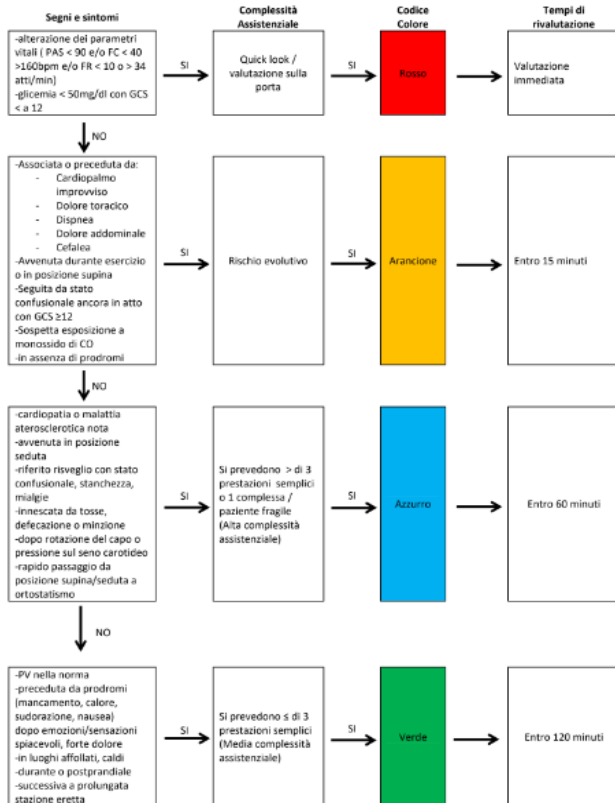 Segni e sintomi
Complessità
Assistenziale
Codice
Colore
Tempi di
rivalutazione
-alterazione dei parametri
vitali ( PAS < 90 e/o FC < 40
>160bpm e/o FR < 10 o > 34
atti/min)
-glicemia < 50mg/dl con GCS
< a 12
SI
Quick look /
valutazione sulla
porta
SI
Rosso
Valutazione
immediata
NO
-Associata o preceduta da:
- Cardiopalmo
improvviso
- Dolore toracico
- Dispnea
- Dolore addominale
- Cefalea
-Avvenuta durante esercizio
o in posizione supina
-Seguita da stato
confusionale ancora in atto
con GCS ≥12
-Sospetta esposizione a
monossido di CO
-in assenza di prodromi
SI
Rischio evolutivo
SI
Arancione
Entro 15 minuti
NO
-cardiopatia o malattia
aterosclerotica nota
-avvenuta in posizione
seduta
-riferito risveglio con stato
confusionale, stanchezza,
mialgie
-innescata da tosse,
defecazione o minzione
-dopo rotazione del capo o
pressione sul seno carotideo
-rapido passaggio da
posizione supina/seduta a
ortostatismo
SI
Si prevedono > di 3
prestazioni semplici
o 1 complessa /
paziente fragile
(Alta complessità
assistenziale)
SI
Azzurro
Entro 60 minuti
NO
-PV nella norma
-preceduta da prodromi
(mancamento, calore,
sudorazione, nausea)
dopo emozioni/sensazioni
spiacevoli, forte dolore
-in luoghi affollati, caldi
-durante o postprandiale
-successiva a prolungata
stazione eretta
SI
Si prevedono ≤ di 3
prestazioni semplici
(Media complessità
assistenziale)
SI
Verde
Entro 120 minuti